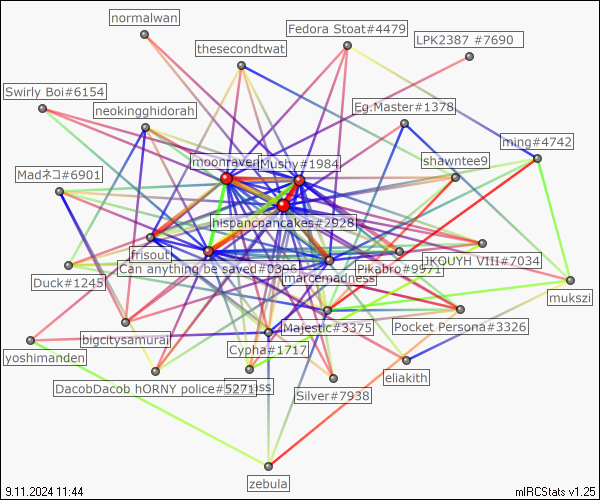 normalwan
Fedora Stoat#4479
LPK2387 #7690
thesecondtwat
Swirly Boi#6154
neokingghidorah
Eg.Master#1378
ming#4742
moonraven
Mushy#1984
shawntee9
Madネコ#6901
hispancpancakes#2928
frisout
Can anything be saved#0396
Pikabro#9971
JKOUYH VIII#7034
Duck#1245
marcemadness
mukszi
bigcitysamurai
Majestic#3375
Pocket Persona#3326
yoshimanden
Cypha#1717
eliakith
DacobDacob hORNY police#5271
Silver#7938
zebula
9.11.2024 11:44
mIRCStats v1.25